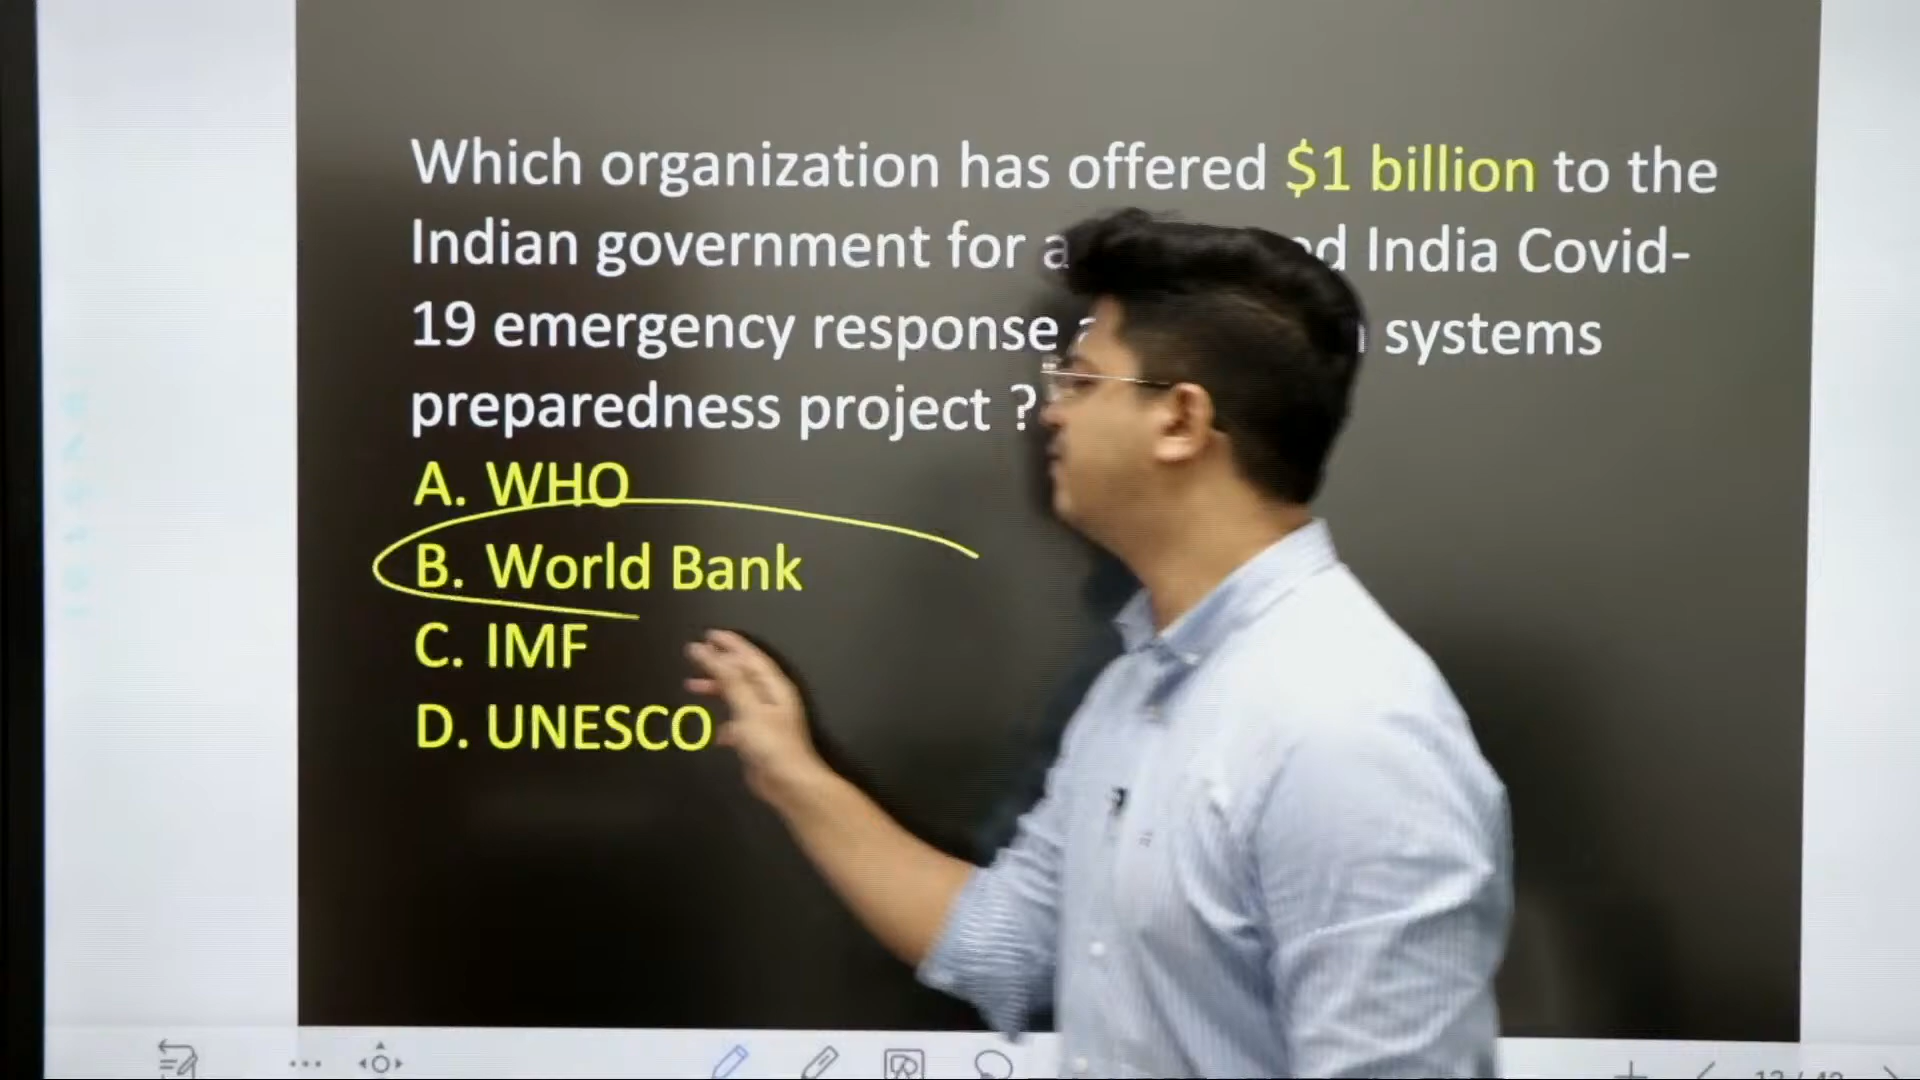 Which organization has offered $1 billion to the
Indian government for India Covid-
19 emergency response systems
preparedness project ?
A. WHO
B. World Bank
C. IMF
D. UNESCO